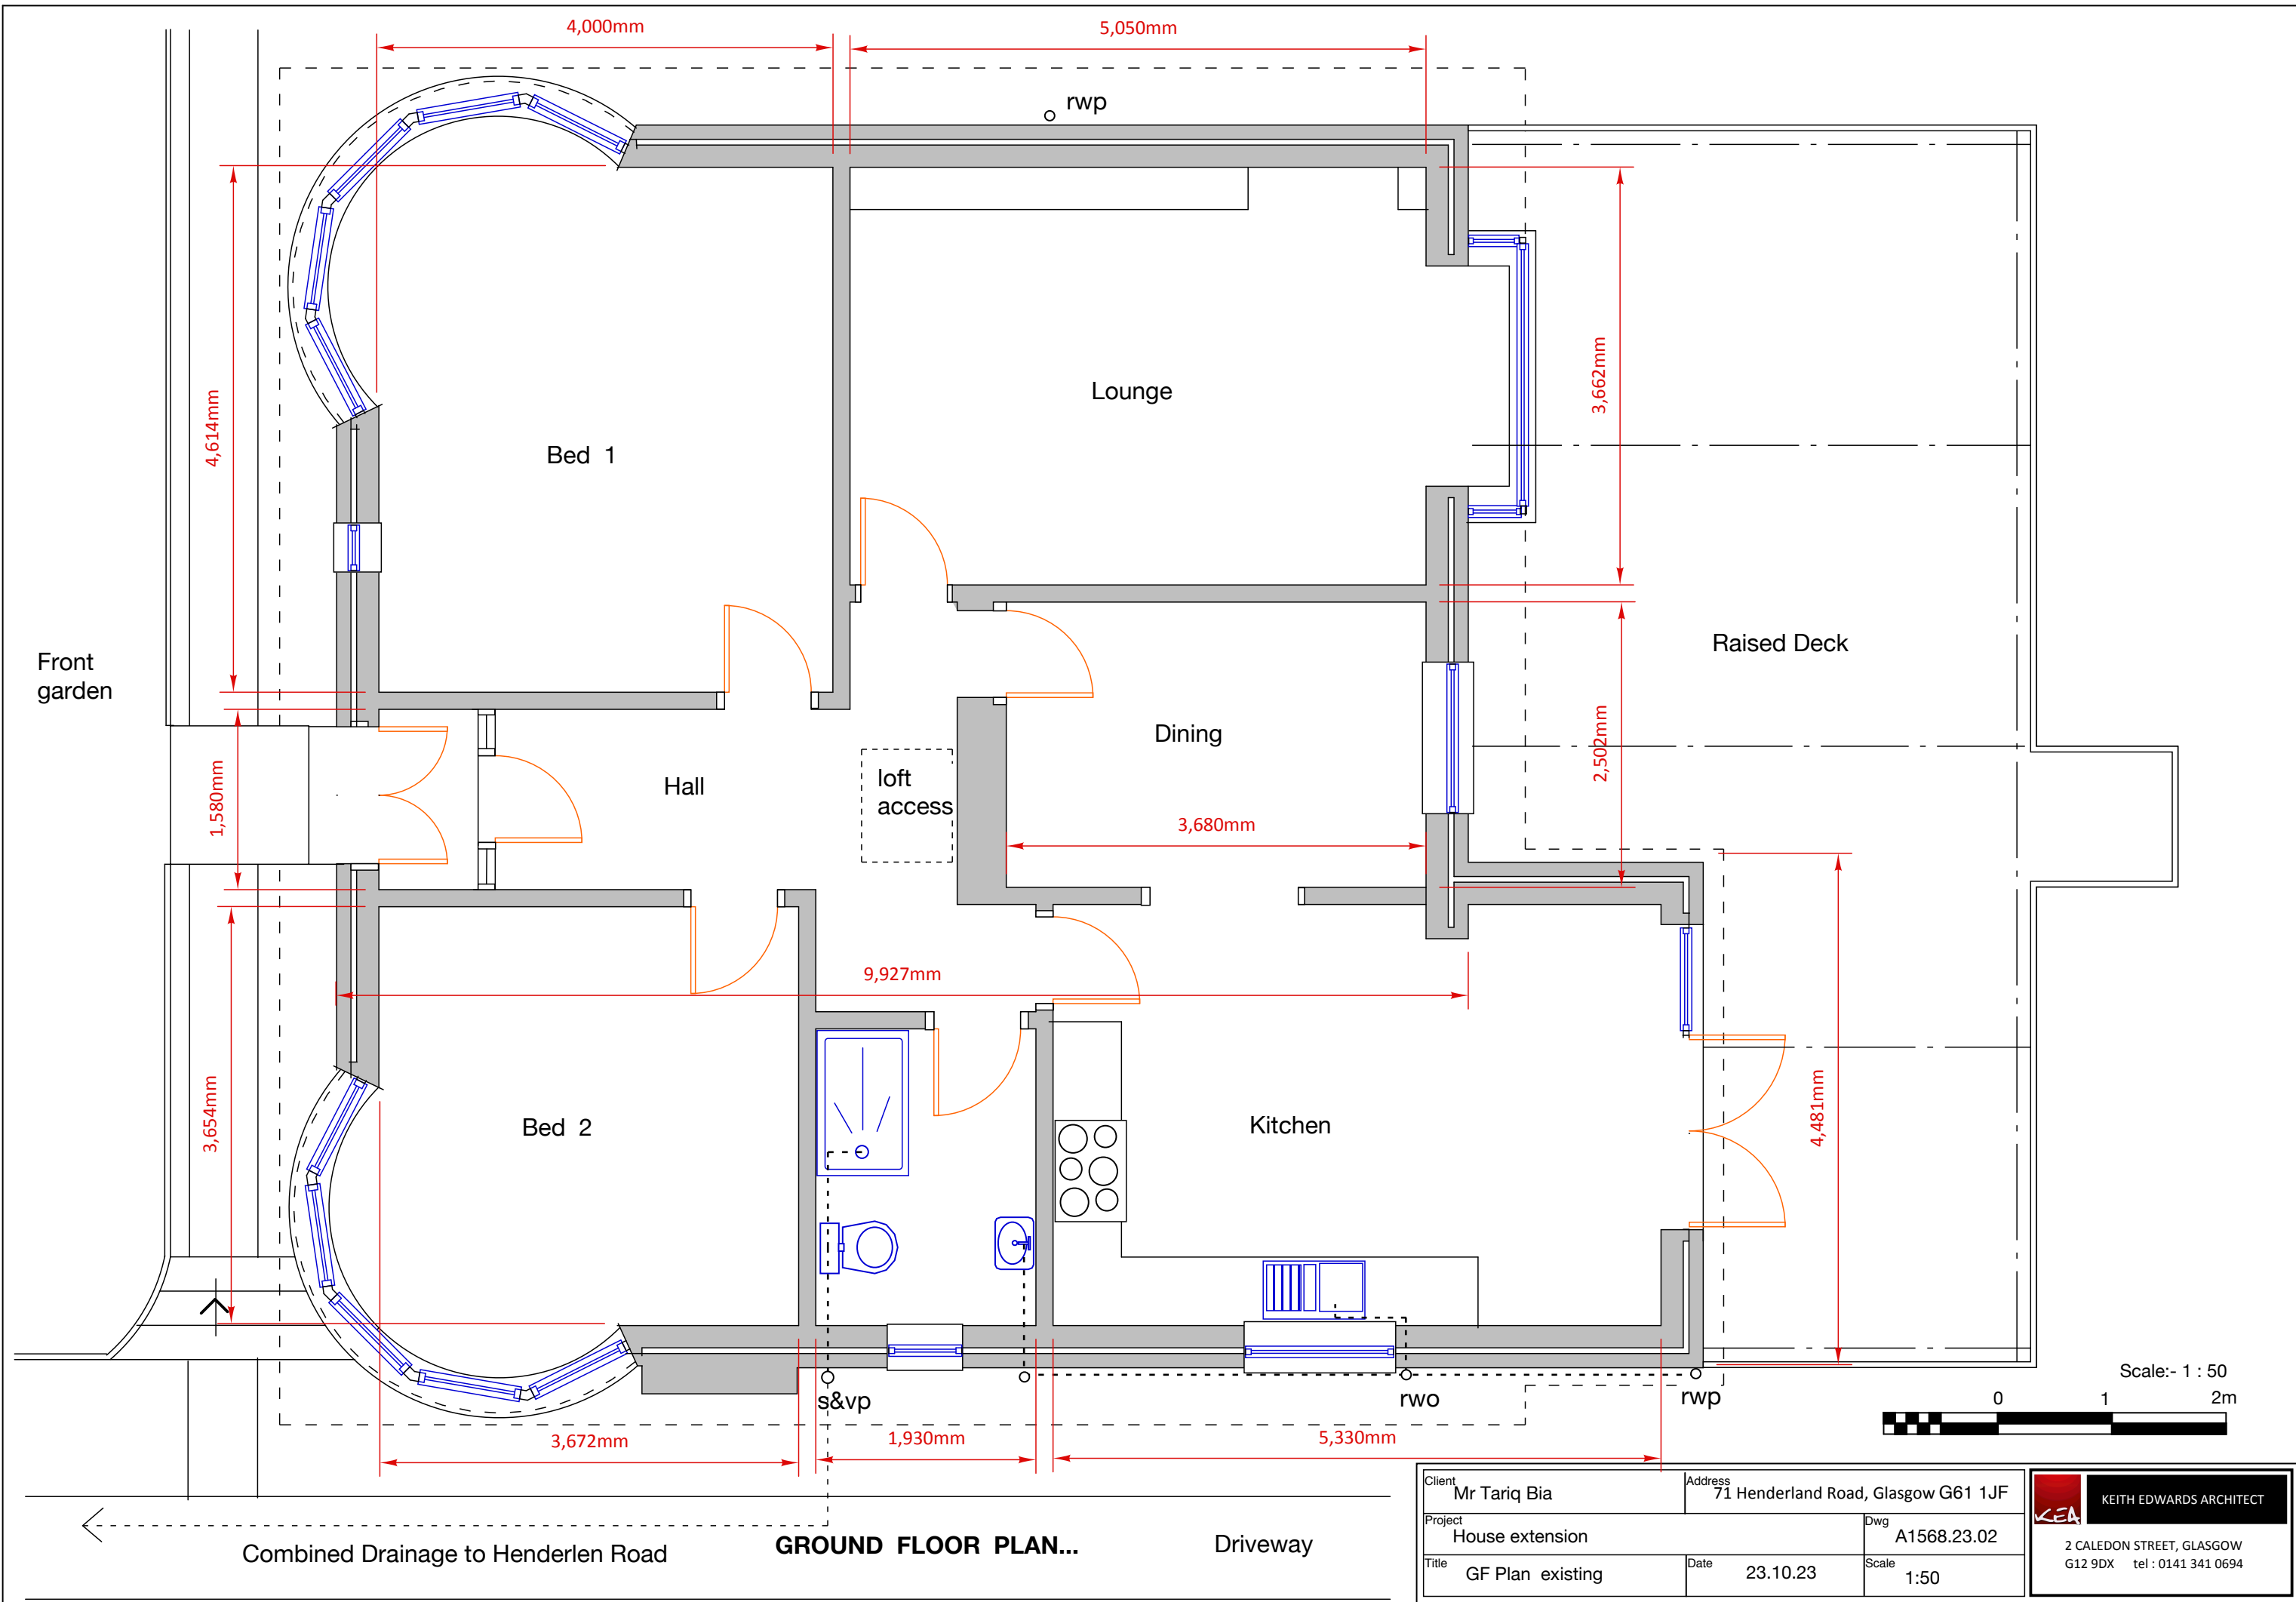 4,000mm
5,050mm
rwp
4,614mm
3,662mm
Lounge
Bed 1
Front
garden
Raised Deck
Dining
2,502mm
Hall
loft
access
1,580mm
3,680mm
9,927mm
3,654mm
Bed 2
Kitchen
4,481mm
s&vp
rwo
rwp
Scale:- 1 : 50
0 1 2m
3,672mm
1,930mm
5,330mm
Combined Drainage to Henderlen Road
GROUND FLOOR PLAN...
Driveway
Client
Mr Tariq Bia
Address
71 Henderland Road, Glasgow G61 1JF
Project
House extension
Dwg
A1568.23.02
Title
GF Plan existing
Date
23.10.23
Scale
1:50
KEA
KEITH EDWARDS ARCHITECT
2 CALEDON STREET, GLASGOW
G12 9DX tel : 0141 341 0694